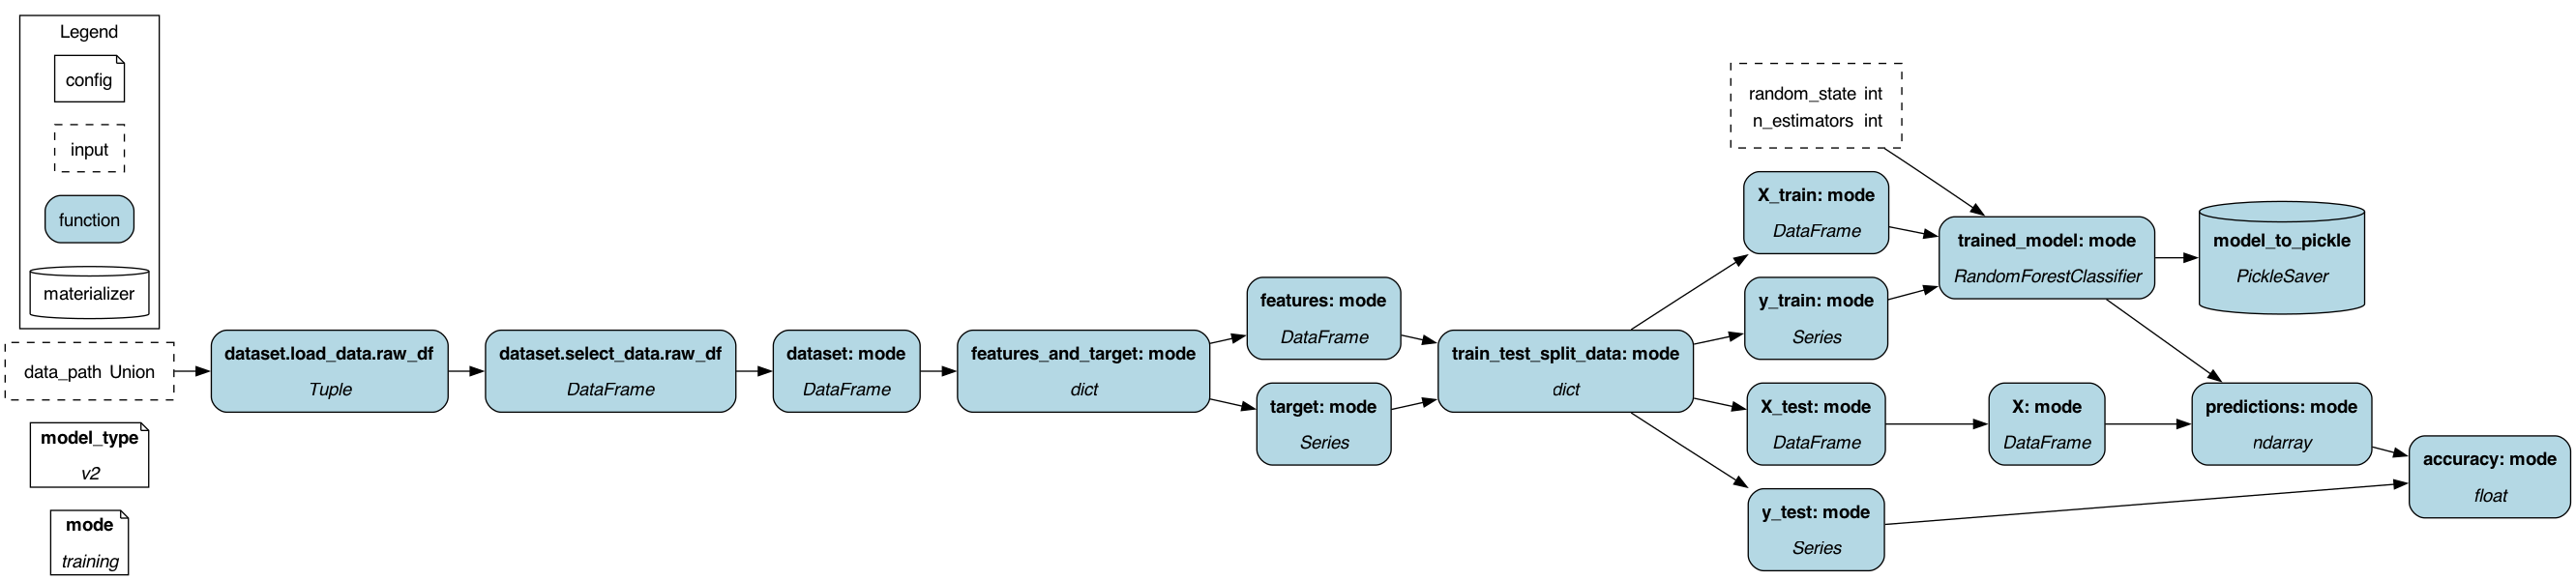 Legend
config
input
function
materializer
data_path Union
model_type
v2
mode
training
dataset.load_data.raw_df
Tuple
dataset.select_data.raw_df
DataFrame
dataset: mode
DataFrame
features_and_target: mode
dict
features: mode
DataFrame
target: mode
Series
train_test_split_data: mode
dict
random_state int
n_estimators int
X_train: mode
DataFrame
y_train: mode
Series
X_test: mode
DataFrame
y_test: mode
Series
trained_model: mode
RandomForestClassifier
X: mode
DataFrame
model_to_pickle
PickleSaver
predictions: mode
ndarray
accuracy: mode
float